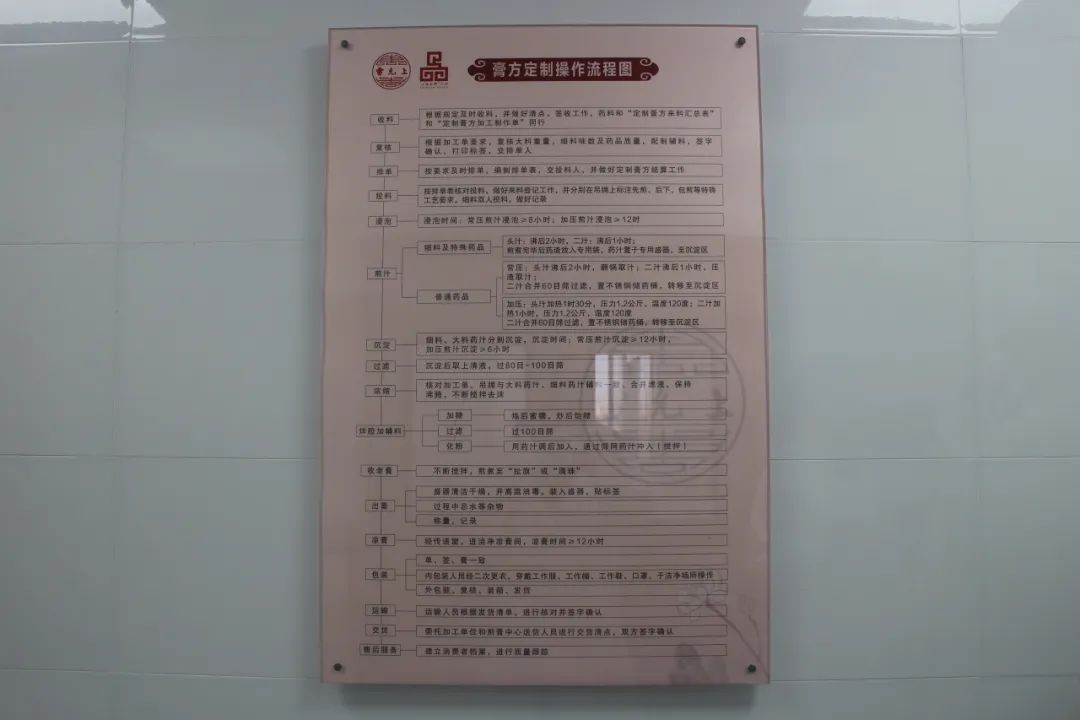 膏方定制操作流程图
收料
根据规定及时收料，并做好清点、签收工作，药料和“定制膏方来料汇总表”
和“定制膏方加工制作单”同行
复核
根据加工单要求，复核大料重量，细料味数及药品质量，配制辅料，签字
确认、打印标签，交排单人
排单
按要求及时排单，编制排单表，交投料人，并做好定制膏方结算工作
投料
按排单表核对投料，做好来料登记工作，并分别在吊牌上标注先煎、后下、包煎等特殊
工艺要求，细料双人投料，做好记录
浸泡
浸泡时间：常压煎汁浸泡≥8小时；加压煎汁浸泡≥12时
煎汁
细料及特殊药品
头汁：沸后2小时，二汁：沸后1小时；
煎煮完毕后药渣放入专用袋，药汁置于专用盛器，至沉淀区
普通药品
常压：头汁沸后2小时，翻锅取汁；二汁沸后1小时、压
渣取汁；
二汁合并60目筛过滤，置不锈钢储药桶，转移至沉淀区
加压：头汁加热1时30分，压力1.2公斤，温度120度；二汁加
热1小时，压力1.2公斤，温度120度
二汁合并60目筛过滤，置不锈钢储药桶，转移至沉淀区
沉淀
细料、大料药汁分别沉淀，沉淀时间：常压煎汁沉淀≥12小时，
加压煎汁沉淀≥6小时
过滤
沉淀后取上清液，过80目-100目筛
浓缩
核对加工单、吊牌与大料药汁、细料药汁辅料一致，合并滤液，保持
沸腾，不断搅拌去沫
炖胶加辅料
加糖
炼后蜜糖，炒后饴糖
过滤
过100目筛
化粉
用药汁调后加入，通过筛网药汁冲入（搅拌）
收老膏
不断搅拌，煎煮至“扯旗”或“滴珠”
出膏
盛器清洁干燥，并高温消毒，装入盛器，贴标签
过程中忌水等杂物
称量，记录
凉膏
经传递窗，进洁净凉膏间，凉膏时间≥12小时
包装
单、签、膏一致
内包装人员经二次更衣，穿戴工作服、工作帽、工作鞋、口罩，于洁净场所操作
外包装，复核、装箱、发货
运输
运输人员根据发货清单，进行核对并签字确认
交货
委托加工单位和煎膏中心送货人员进行交货清点，双方签字确认
售后服务
建立消费者档案，进行质量跟踪